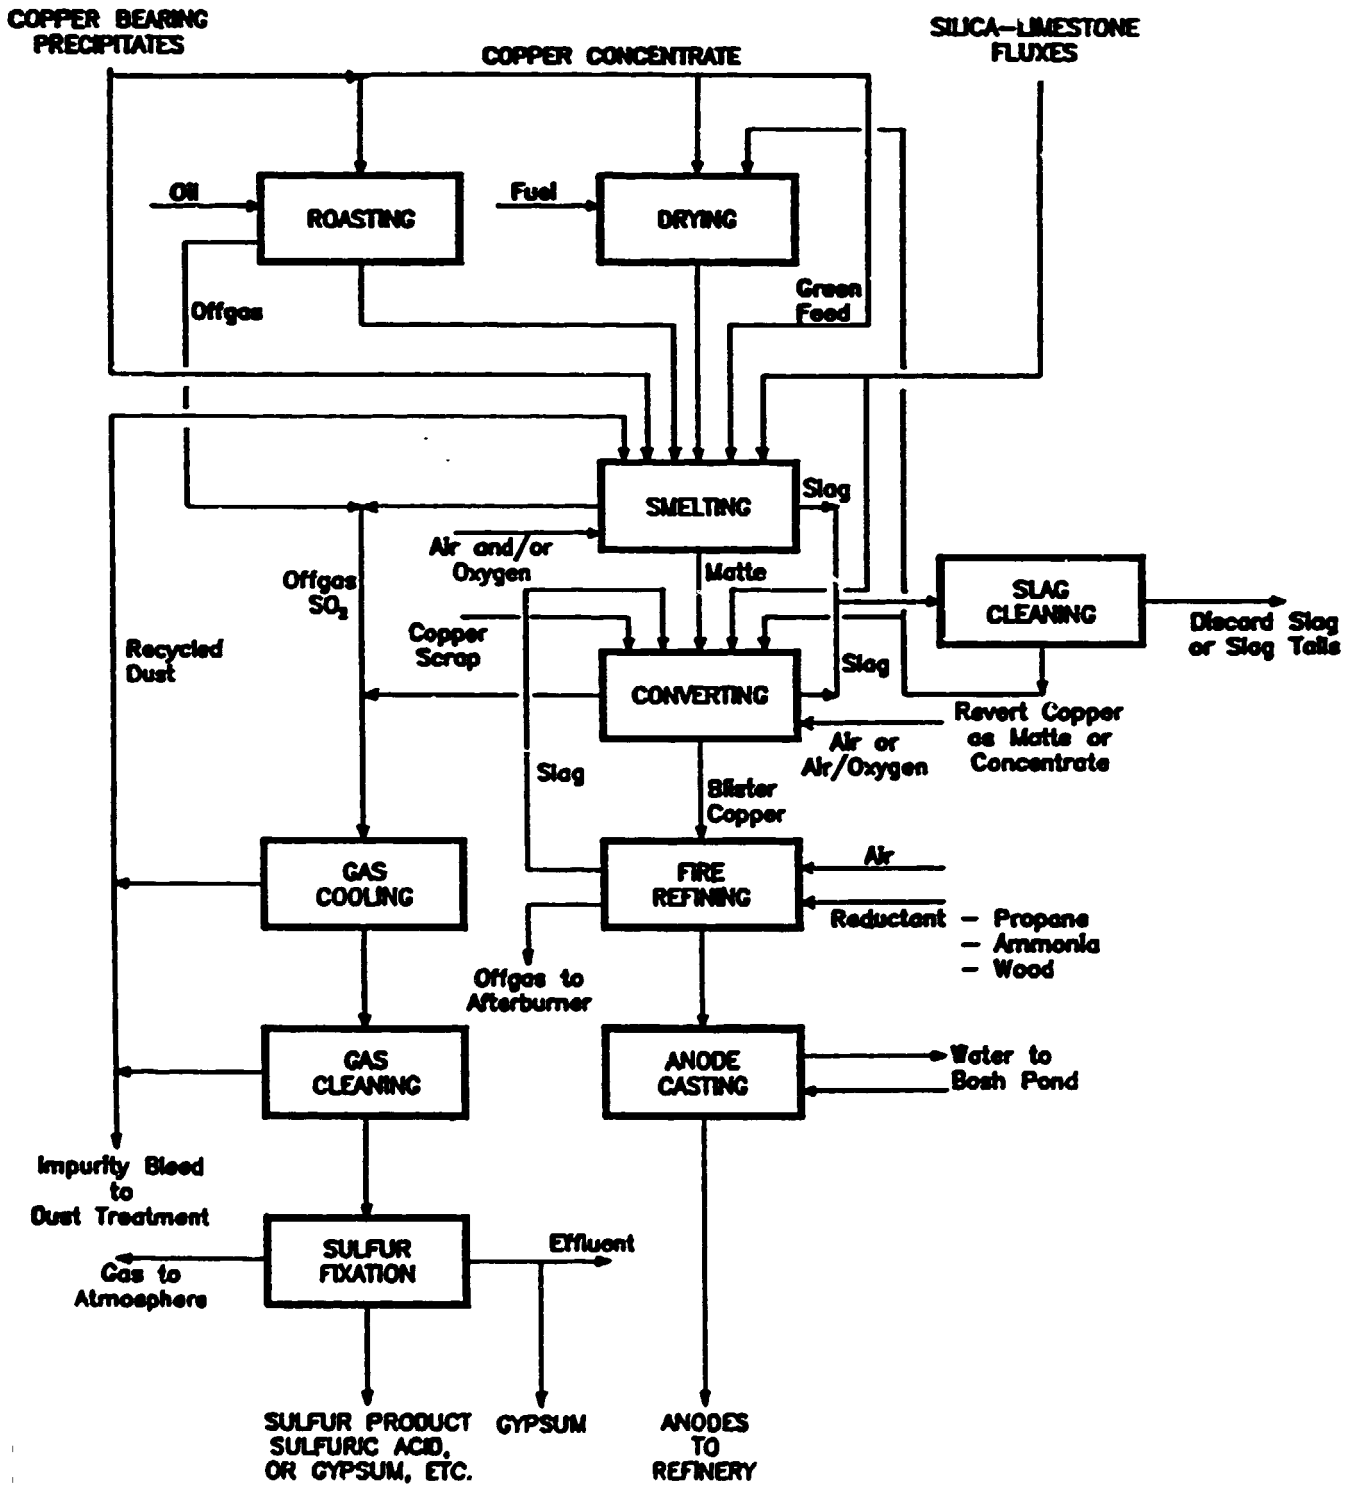 COPPER BEARING
PRECIPITATES
COPPER CONCENTRATE
SILICA-LIMESTONE
FLUXES
Oil
ROASTING
Fuel
DRYING
Offgas
Green
Feed
SMELTING
Slag
Air and/or
Oxygen
Matte
Offgas
SO₂
SLAG
CLEANING
Discard Slag
or Slag Tails
Recycled
Dust
Copper
Scrap
CONVERTING
Slag
Revert Copper
as Matte or
Concentrate
Air or
Air/Oxygen
Slag
Blister
Copper
GAS
COOLING
FIRE
REFINING
Air
Reductant - Propane
- Ammonia
- Wood
Offgas to
Afterburner
GAS
CLEANING
ANODE
CASTING
Water to
Bosh Pond
Impurity Bleed
to
Dust Treatment
SULFUR
FIXATION
Effluent
Gas to
Atmosphere
SULFUR PRODUCT
SULFURIC ACID,
OR GYPSUM, ETC.
GYPSUM
ANODES
TO
REFINERY